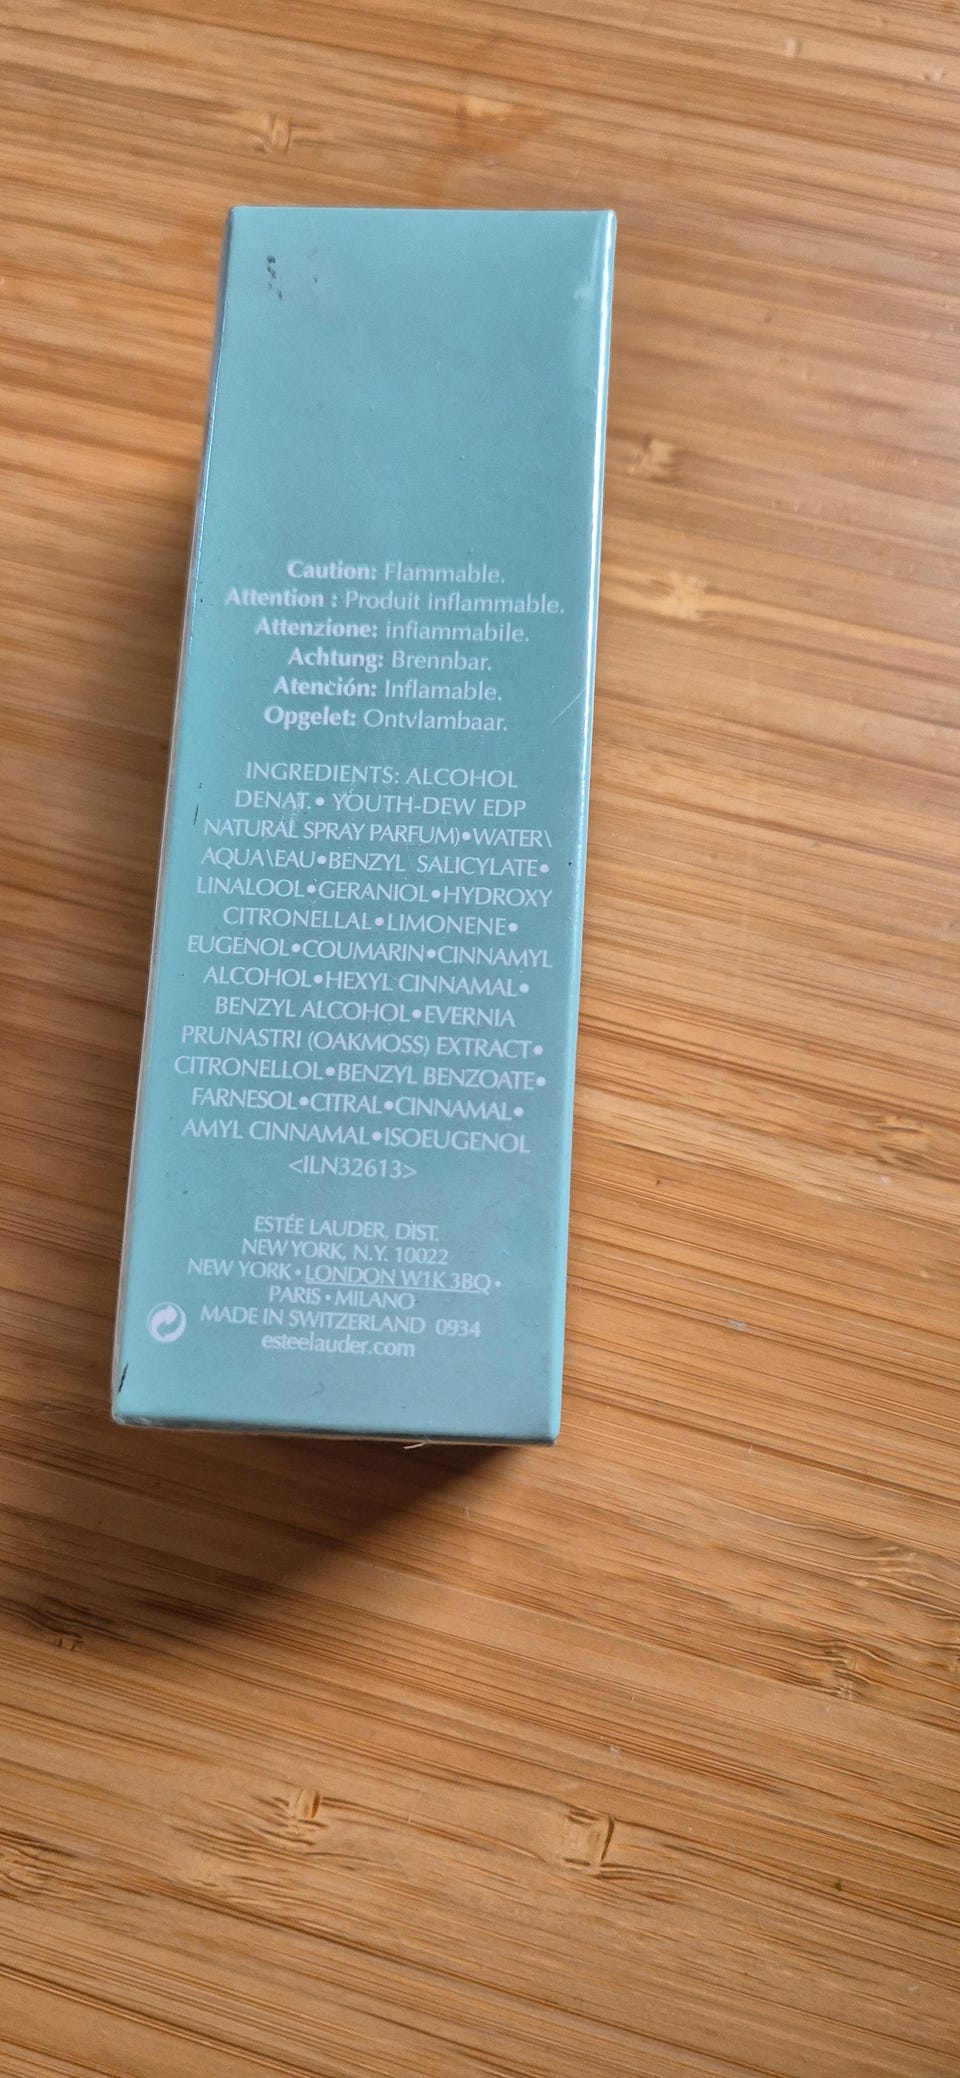 Caution: Flammable.
Attention : Produit inflammable.
Attenzione: infiammabile.
Achtung: Brennbar.
Atención: Inflamable.
Opgelet: Ontvlambaar.
INGREDIENTS: ALCOHOL
DENAT.• YOUTH-DEW EDP
NATURAL SPRAY PARFUM)•WATER\
AQUA\EAU•BENZYL SALICYLATE•
LINALOOL•GERANIOL•HYDROXY
CITRONELLAL•LIMONENE•
EUGENOL•COUMARIN•CINNAMYL
ALCOHOL•HEXYL CINNAMAL•
BENZYL ALCOHOL•EVERNIA
PRUNASTRI (OAKMOSS) EXTRACT•
CITRONELLOL•BENZYL BENZOATE•
FARNESOL•CITRAL•CINNAMAL•
AMYL CINNAMAL•ISOEUGENOL
<ILN32613>
ESTÉE LAUDER, DIST.
NEW YORK, N.Y. 10022
NEW YORK • LONDON W1K 3BQ •
PARIS • MILANO
MADE IN SWITZERLAND 0934
esteelauder.com